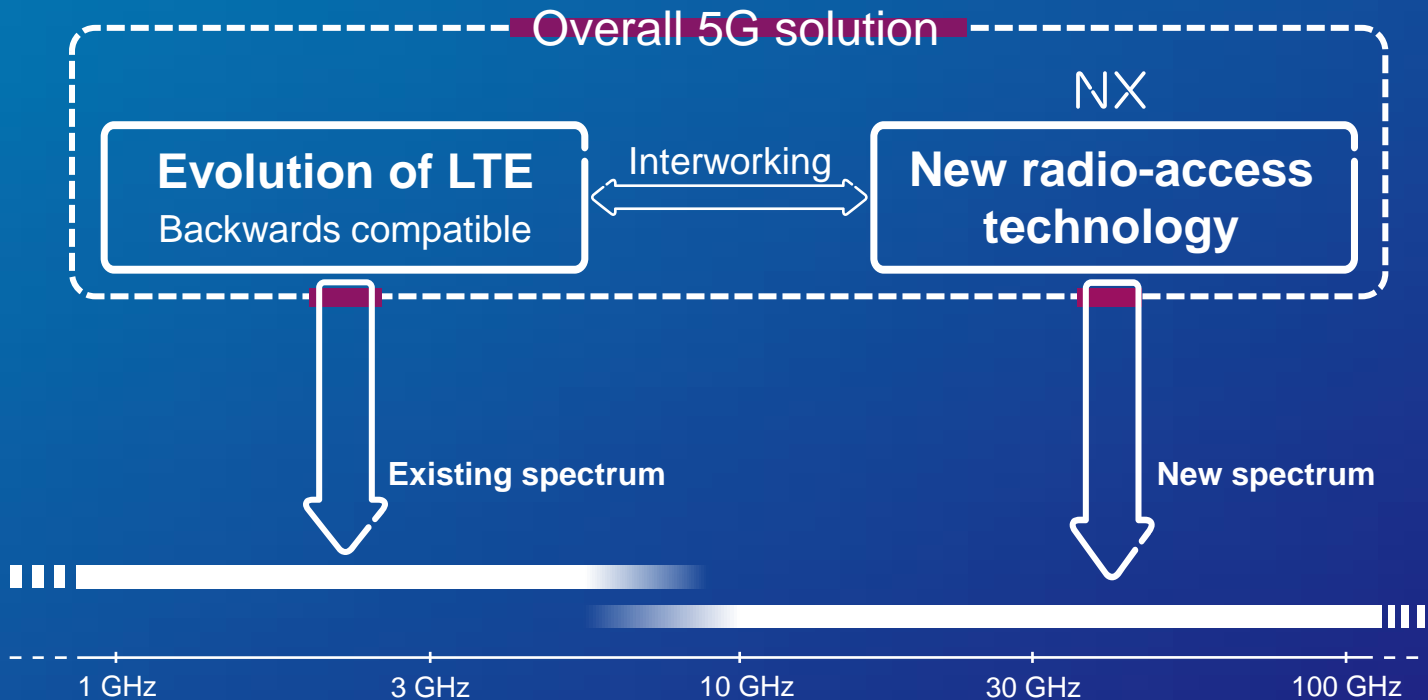 Overall 5G solution
NX
Evolution of LTE
Backwards compatible
Interworking
New radio-access
technology
Existing spectrum
New spectrum
1 GHz
3 GHz
10 GHz
30 GHz
100 GHz